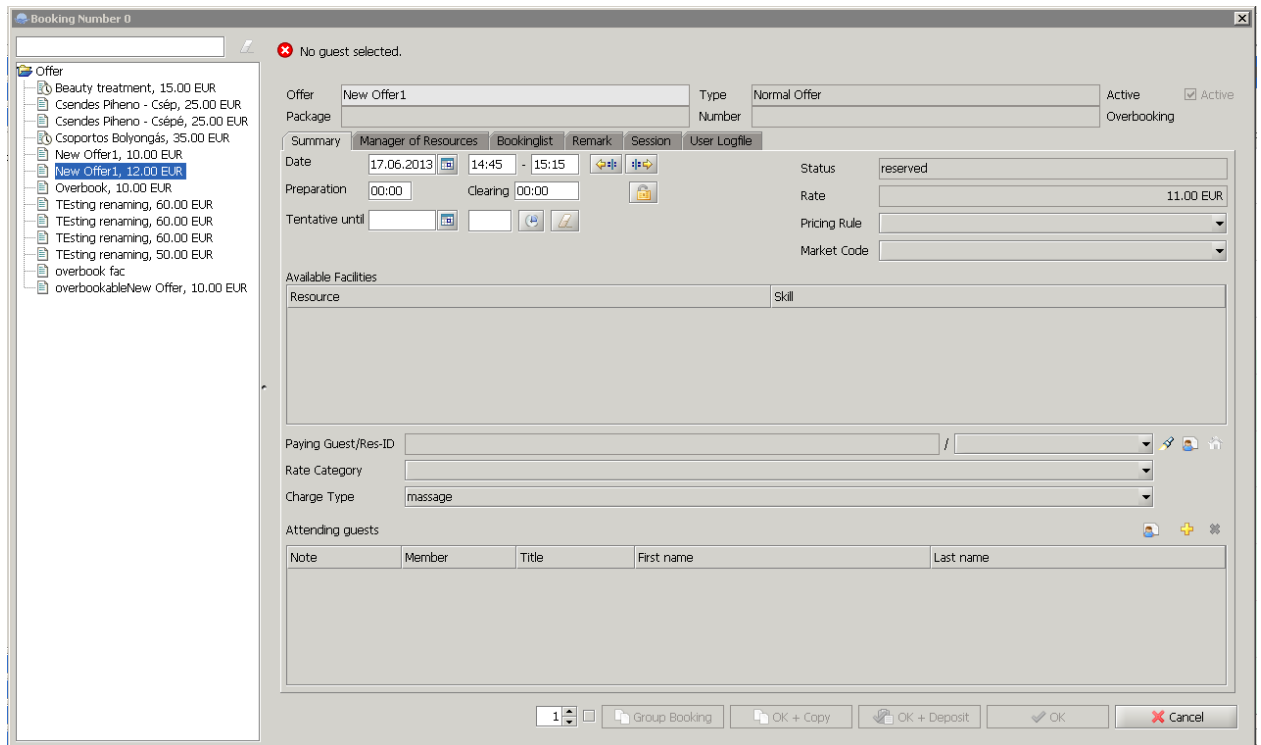 Booking Number 0
No guest selected.
Offer
Beauty treatment, 15.00 EUR
Csendes Piheno - Csép, 25.00 EUR
Csendes Piheno - Csépé, 25.00 EUR
Csoportos Bolyongás, 35.00 EUR
New Offer1, 10.00 EUR
New Offer1, 12.00 EUR
Overbook, 10.00 EUR
TEsting renaming, 60.00 EUR
TEsting renaming, 60.00 EUR
TEsting renaming, 60.00 EUR
TEsting renaming, 50.00 EUR
overbook fac
overbookableNew Offer, 10.00 EUR
Offer New Offer1 Type Normal Offer Active Active
Package Number Overbooking
Summary Manager of Resources Bookinglist Remark Session User Logfile
Date 17.06.2013 14:45 - 15:15
Preparation 00:00 Clearing 00:00
Tentative until
Status reserved
Rate 11.00 EUR
Pricing Rule
Market Code
Available Facilities
Resource Skill
Paying Guest/Res-ID /
Rate Category
Charge Type massage
Attending guests
Note Member Title First name Last name
1 Group Booking OK + Copy OK + Deposit OK Cancel